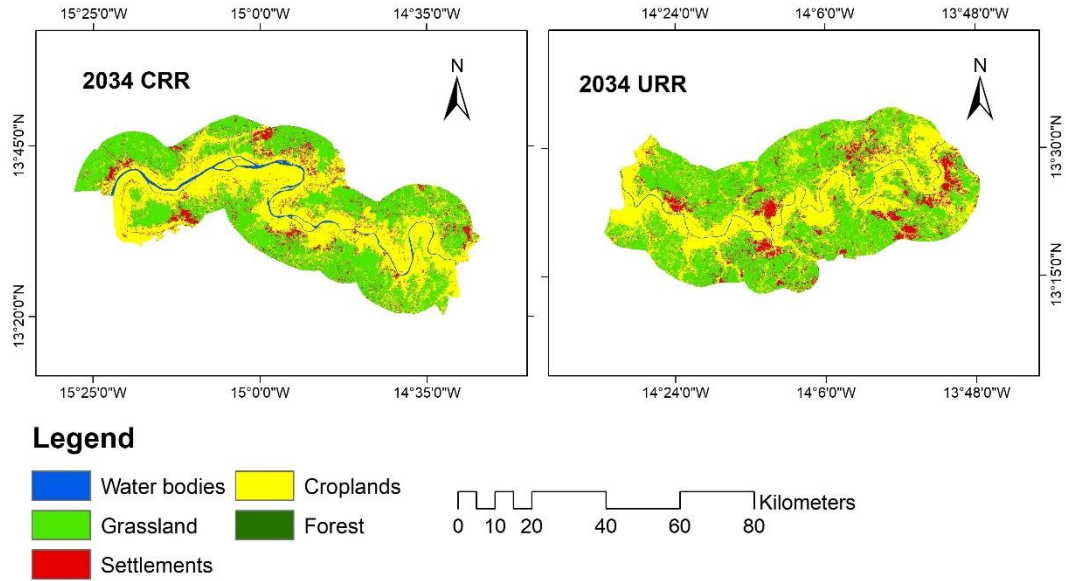 15°25'0"W 15°0'0"W 14°35'0"W
14°24'0"W 14°6'0"W 13°48'0"W
2034 CRR
N
2034 URR
N
13°45'0"N
13°20'0"N
13°30'0"N
13°15'0"N
15°25'0"W 15°0'0"W 14°35'0"W
14°24'0"W 14°6'0"W 13°48'0"W
Legend
Water bodies Croplands
Grassland Forest
Settlements
Kilometers
0 10 20 40 60 80